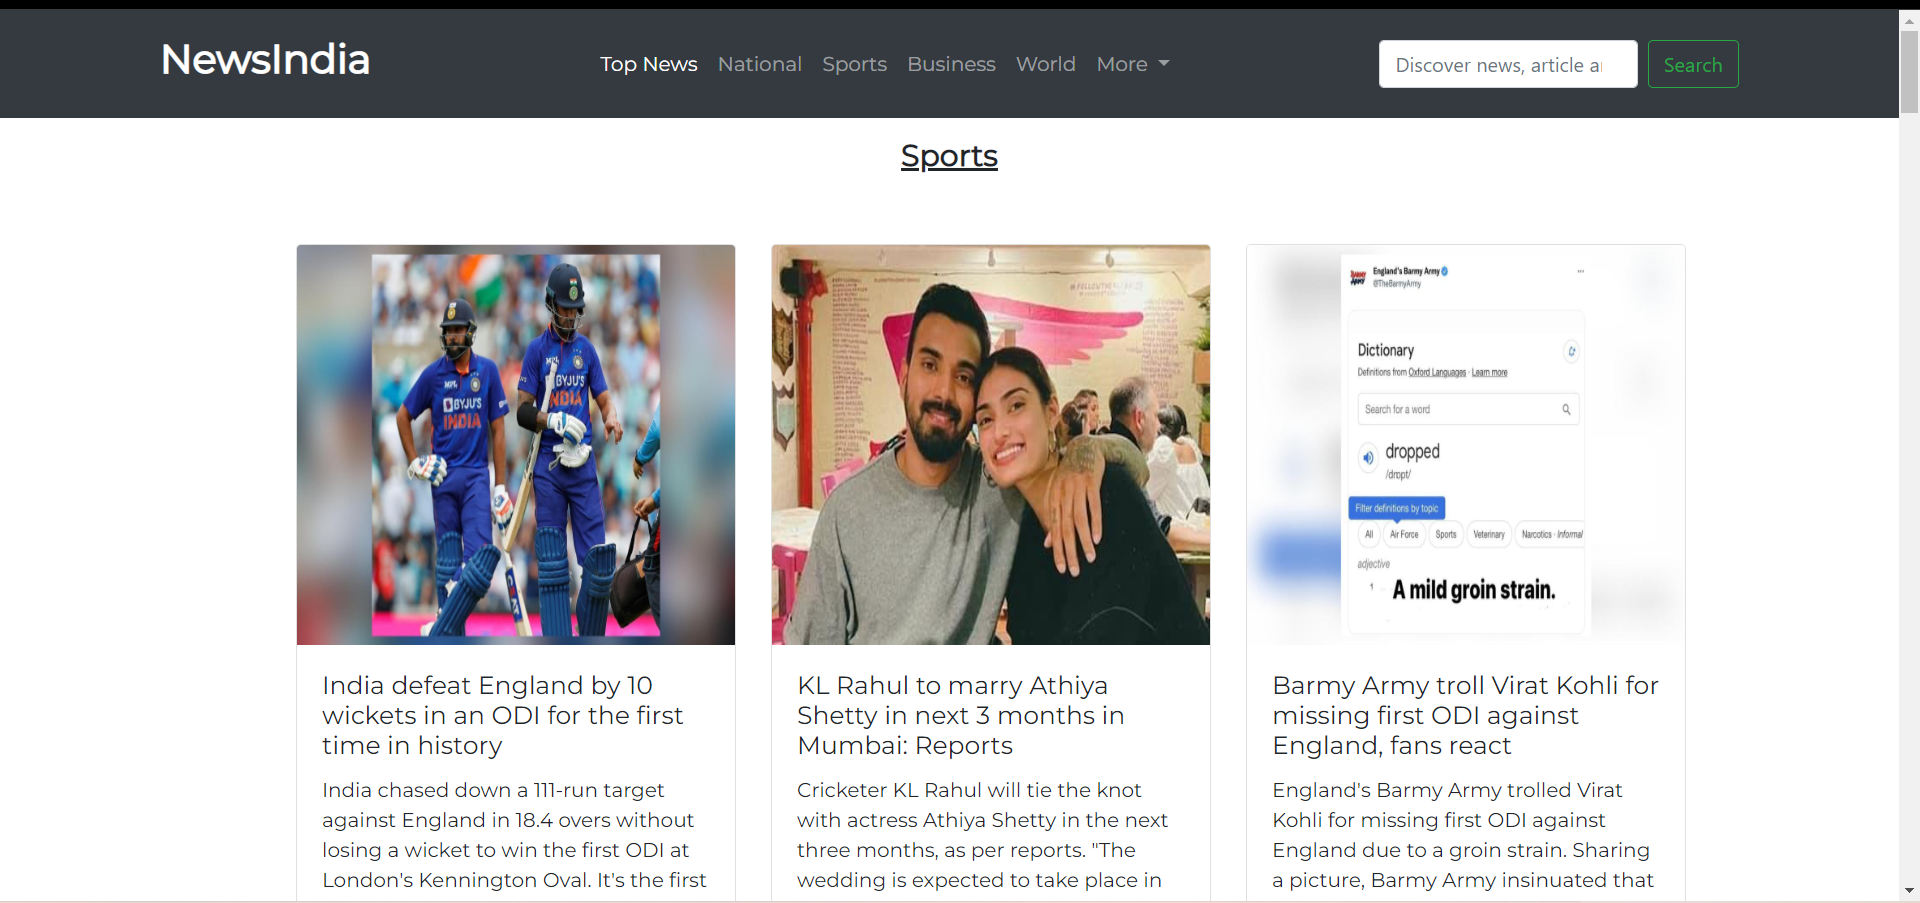 NewsIndia
Top News National Sports Business World More
Discover news, article a
Search
Sports
MPL
BYJU'S
INDIA
MPL
BYJU'S
INDIA
England's Barmy Army
@TheBarmyArmy
Dictionary
Definitions from Oxford Languages · Learn more
Search for a word
dropped
/drɒpt/
Filter definitions by topic
All Air Force Sports Veterinary Narcotics · Informal
adjective
1
A mild groin strain.
India defeat England by 10
wickets in an ODI for the first
time in history
India chased down a 111-run target
against England in 18.4 overs without
losing a wicket to win the first ODI at
London's Kennington Oval. It's the first
KL Rahul to marry Athiya
Shetty in next 3 months in
Mumbai: Reports
Cricketer KL Rahul will tie the knot
with actress Athiya Shetty in the next
three months, as per reports. "The
wedding is expected to take place in
Barmy Army troll Virat Kohli for
missing first ODI against
England, fans react
England's Barmy Army trolled Virat
Kohli for missing first ODI against
England due to a groin strain. Sharing
a picture, Barmy Army insinuated that